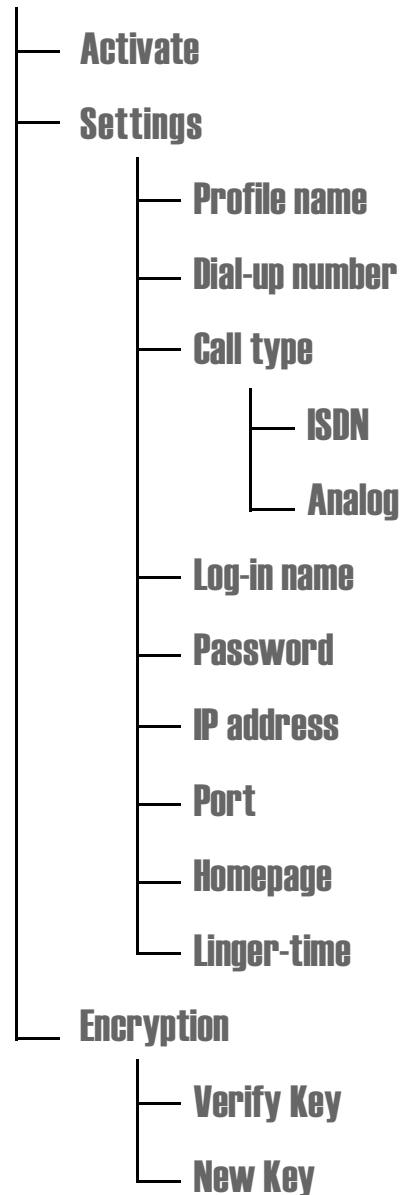 Activate
Settings
Profile name
Dial-up number
Call type
ISDN
Analog
Log-in name
Password
IP address
Port
Homepage
Linger-time
Encryption
Verify Key
New Key